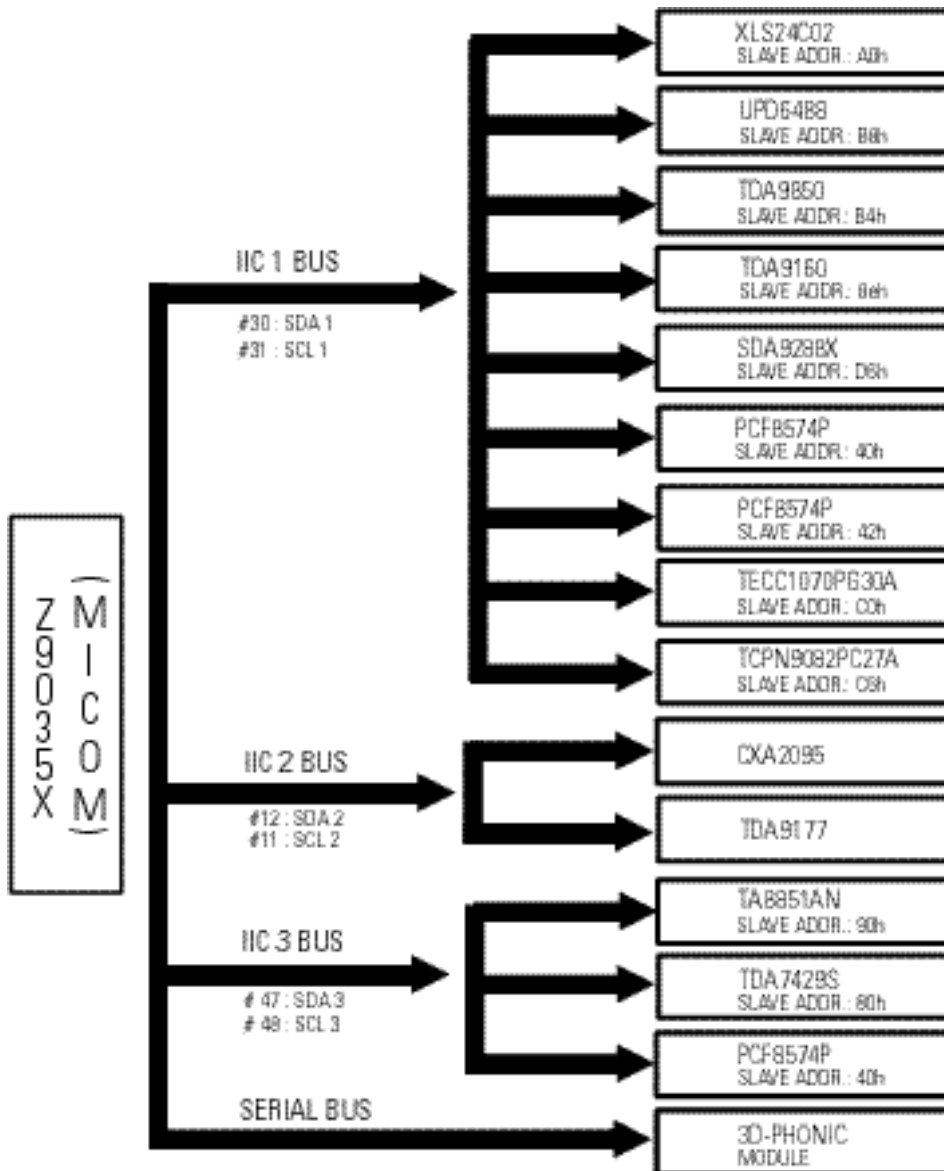 XLS24C02
SLAVE ADDR.: A0h
UPD6488
SLAVE ADDR.: B8h
TDA9850
SLAVE ADDR.: B4h
TDA9160
SLAVE ADDR.: 8eh
SDA9288X
SLAVE ADDR.: D6h
PCF8574P
SLAVE ADDR.: 40h
PCF8574P
SLAVE ADDR.: 42h
TECC1070PG30A
SLAVE ADDR.: C0h
TCPN9082PC27A
SLAVE ADDR.: C6h
IIC 1 BUS
#30 : SDA 1
#31 : SCL 1
Z9035X
(MICOM)
IIC 2 BUS
#12 : SDA 2
#11 : SCL 2
CXA2095
TDA9177
IIC 3 BUS
# 47 : SDA 3
# 48 : SCL 3
TA8851AN
SLAVE ADDR.: 90h
TDA7429S
SLAVE ADDR.: 80h
PCF8574P
SLAVE ADDR.: 40h
SERIAL BUS
3D-PHONIC
MODULE